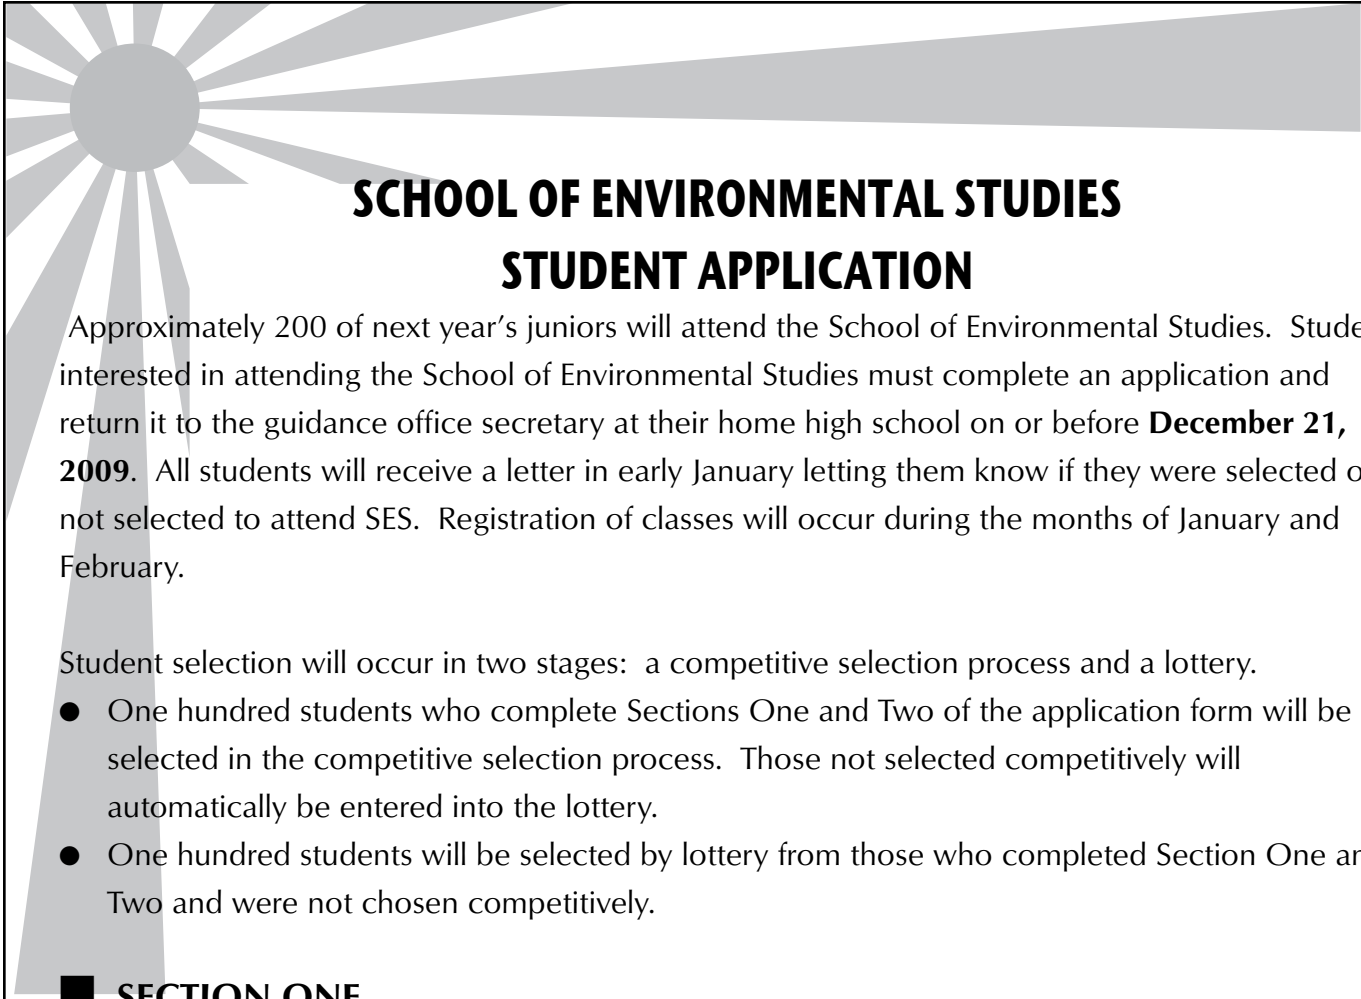 SCHOOL OF ENVIRONMENTAL STUDIES
STUDENT APPLICATION
Approximately 200 of next year's juniors will attend the School of Environmental Studies. 
interested in attending the School of Environmental Studies must complete an application and
return it to the guidance office secretary at their home high school on or before December 21,
2009. All students will receive a letter in early January letting them know if they were selected
not selected to attend SES. Registration of classes will occur during the months of January and
February.
Student selection will occur in two stages: a competitive selection process and a lottery.
● One hundred students who complete Sections One and Two of the application form will be
selected in the competitive selection process. Those not selected competitively will
automatically be entered into the lottery.
● One hundred students will be selected by lottery from those who completed Section One
Two and were not chosen competitively.
■ SECTION ONE